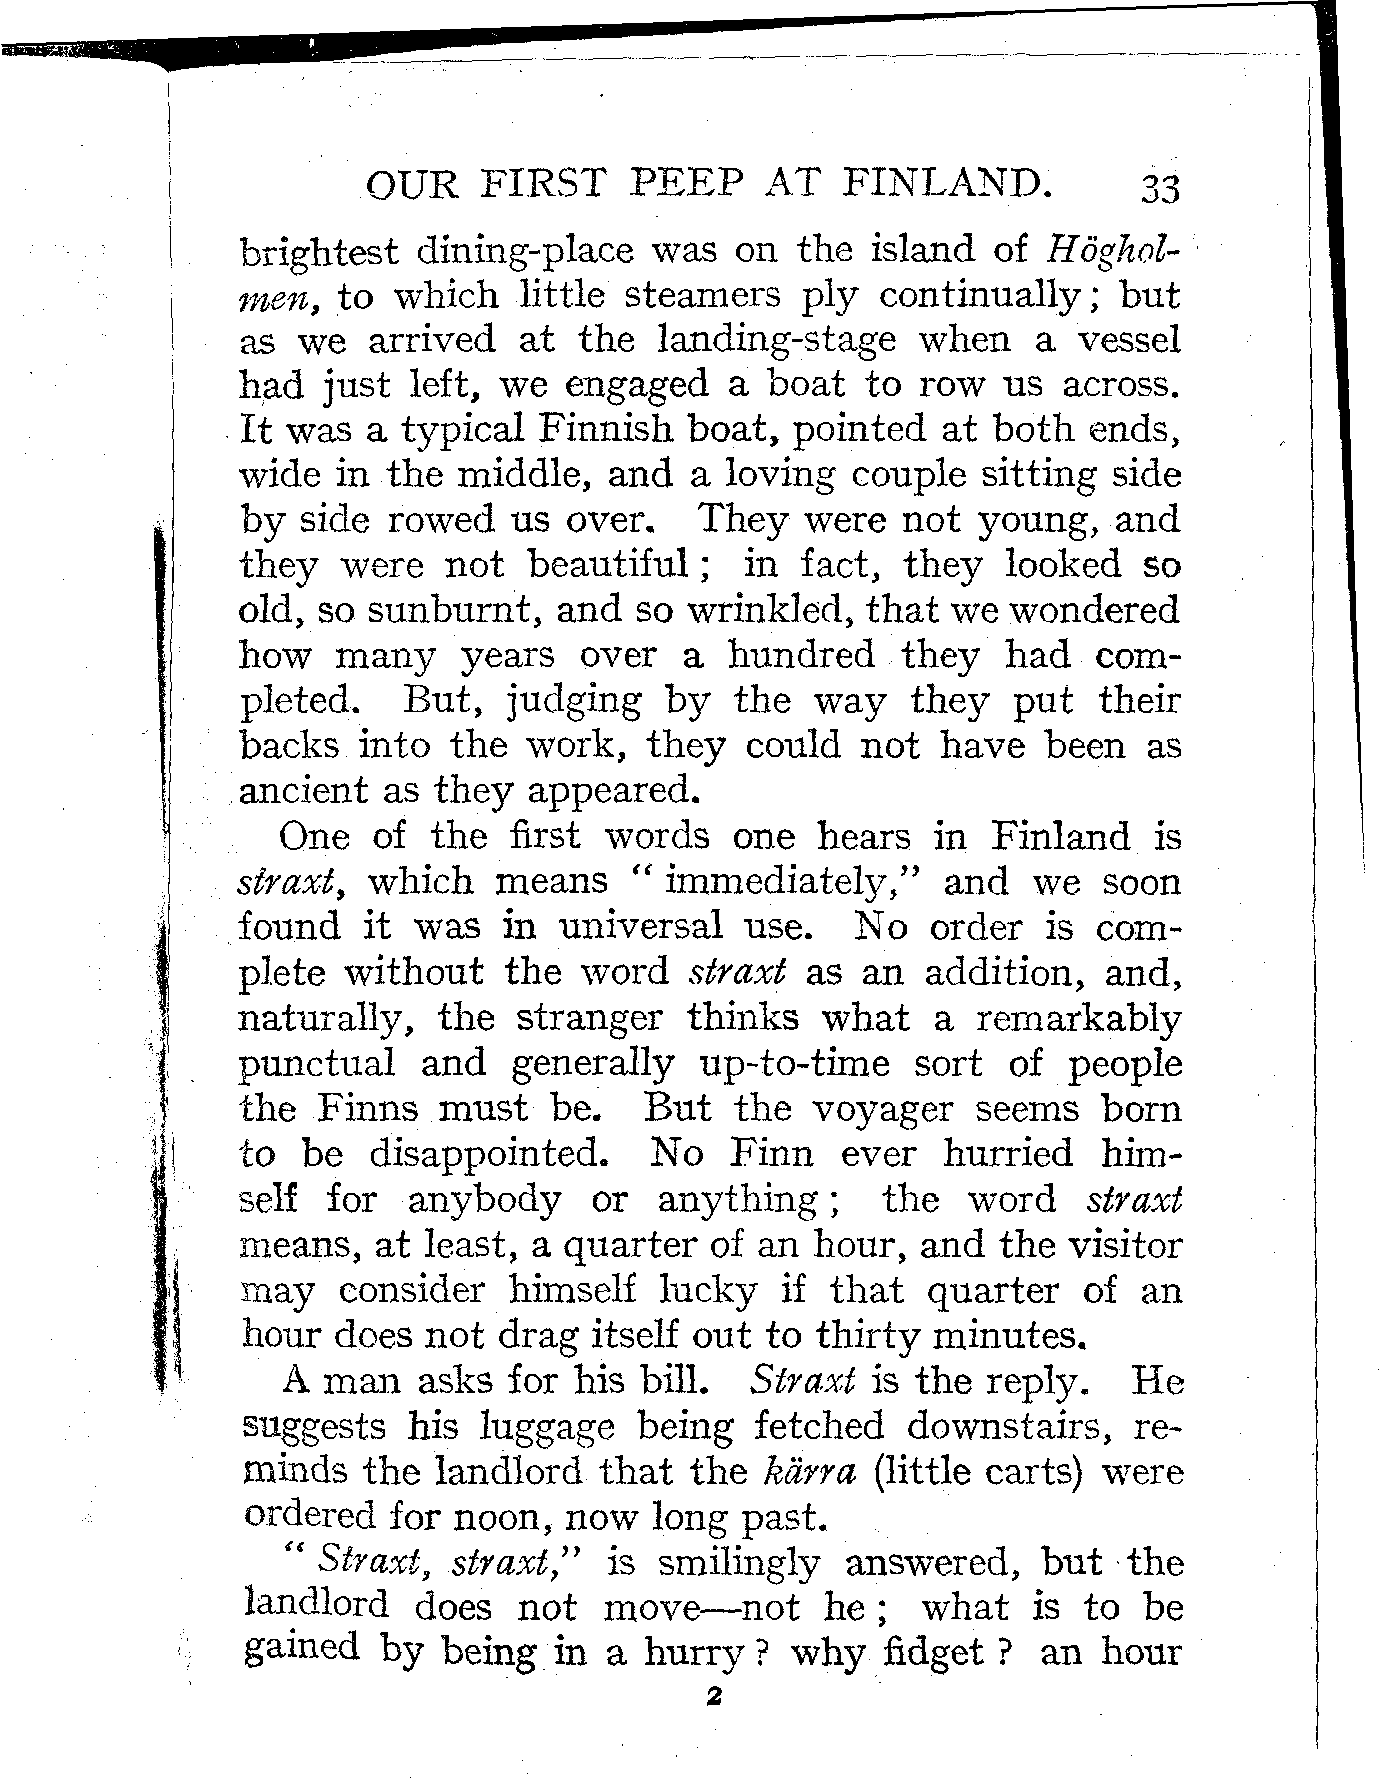 OUR FIRST PEEP AT FINLAND. 33
brightest dining-place was on the island of Höghol-
men, to which little steamers ply continually; but
as we arrived at the landing-stage when a vessel
had just left, we engaged a boat to row us across.
It was a typical Finnish boat, pointed at both ends,
wide in the middle, and a loving couple sitting side
by side rowed us over. They were not young, and
they were not beautiful; in fact, they looked so
old, so sunburnt, and so wrinkled, that we wondered
how many years over a hundred they had com-
pleted. But, judging by the way they put their
backs into the work, they could not have been as
ancient as they appeared.
One of the first words one hears in Finland is
straxt, which means "immediately," and we soon
found it was in universal use. No order is com-
plete without the word straxt as an addition, and,
naturally, the stranger thinks what a remarkably
punctual and generally up-to-time sort of people
the Finns must be. But the voyager seems born
to be disappointed. No Finn ever hurried him-
self for anybody or anything; the word straxt
means, at least, a quarter of an hour, and the visitor
may consider himself lucky if that quarter of an
hour does not drag itself out to thirty minutes.
A man asks for his bill. Straxt is the reply. He
suggests his luggage being fetched downstairs, re-
minds the landlord that the kärra (little carts) were
ordered for noon, now long past.
"Straxt, straxt," is smilingly answered, but the
landlord does not move—not he; what is to be
gained by being in a hurry? why fidget? an hour
2